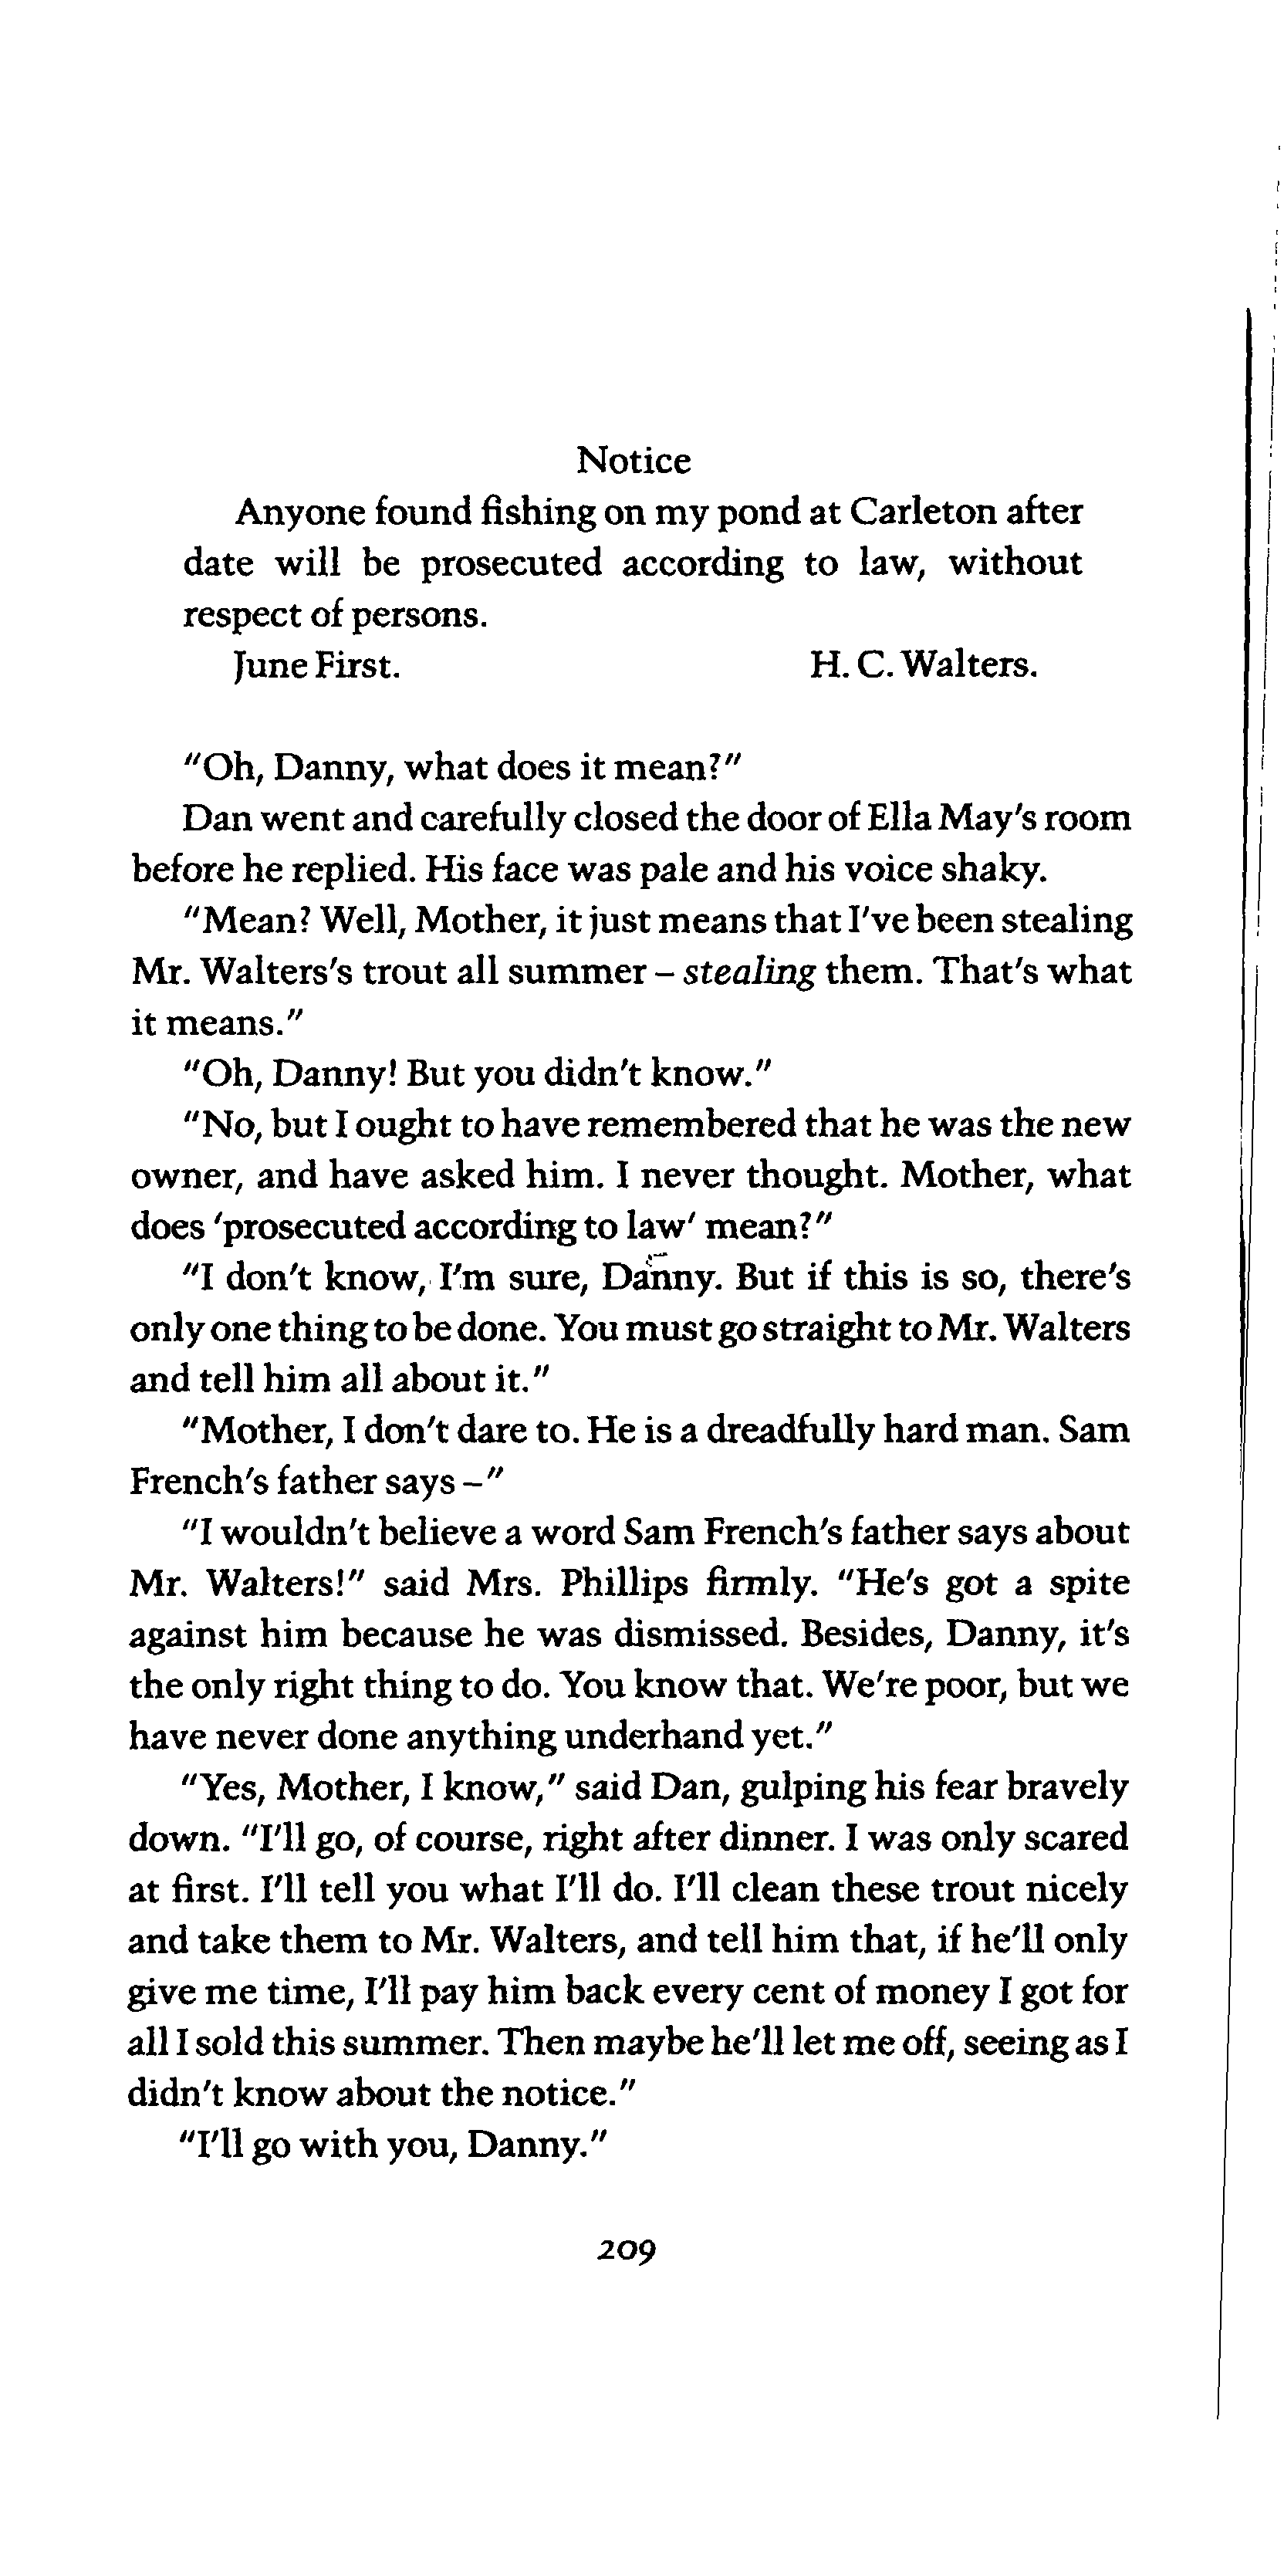 Notice
Anyone found fishing on my pond at Carleton after
date will be prosecuted according to law, without
respect of persons.
June First. H. C. Walters.
"Oh, Danny, what does it mean?"
Dan went and carefully closed the door of Ella May's room
before he replied. His face was pale and his voice shaky.
"Mean? Well, Mother, it just means that I've been stealing
Mr. Walters's trout all summer – stealing them. That's what
it means."
"Oh, Danny! But you didn't know."
"No, but I ought to have remembered that he was the new
owner, and have asked him. I never thought. Mother, what
does 'prosecuted according to law' mean?"
"I don't know, I'm sure, Danny. But if this is so, there's
only one thing to be done. You must go straight to Mr. Walters
and tell him all about it."
"Mother, I don't dare to. He is a dreadfully hard man. Sam
French's father says –"
"I wouldn't believe a word Sam French's father says about
Mr. Walters!" said Mrs. Phillips firmly. "He's got a spite
against him because he was dismissed. Besides, Danny, it's
the only right thing to do. You know that. We're poor, but we
have never done anything underhand yet."
"Yes, Mother, I know," said Dan, gulping his fear bravely
down. "I'll go, of course, right after dinner. I was only scared
at first. I'll tell you what I'll do. I'll clean these trout nicely
and take them to Mr. Walters, and tell him that, if he'll only
give me time, I'll pay him back every cent of money I got for
all I sold this summer. Then maybe he'll let me off, seeing as I
didn't know about the notice."
"I'll go with you, Danny."
209